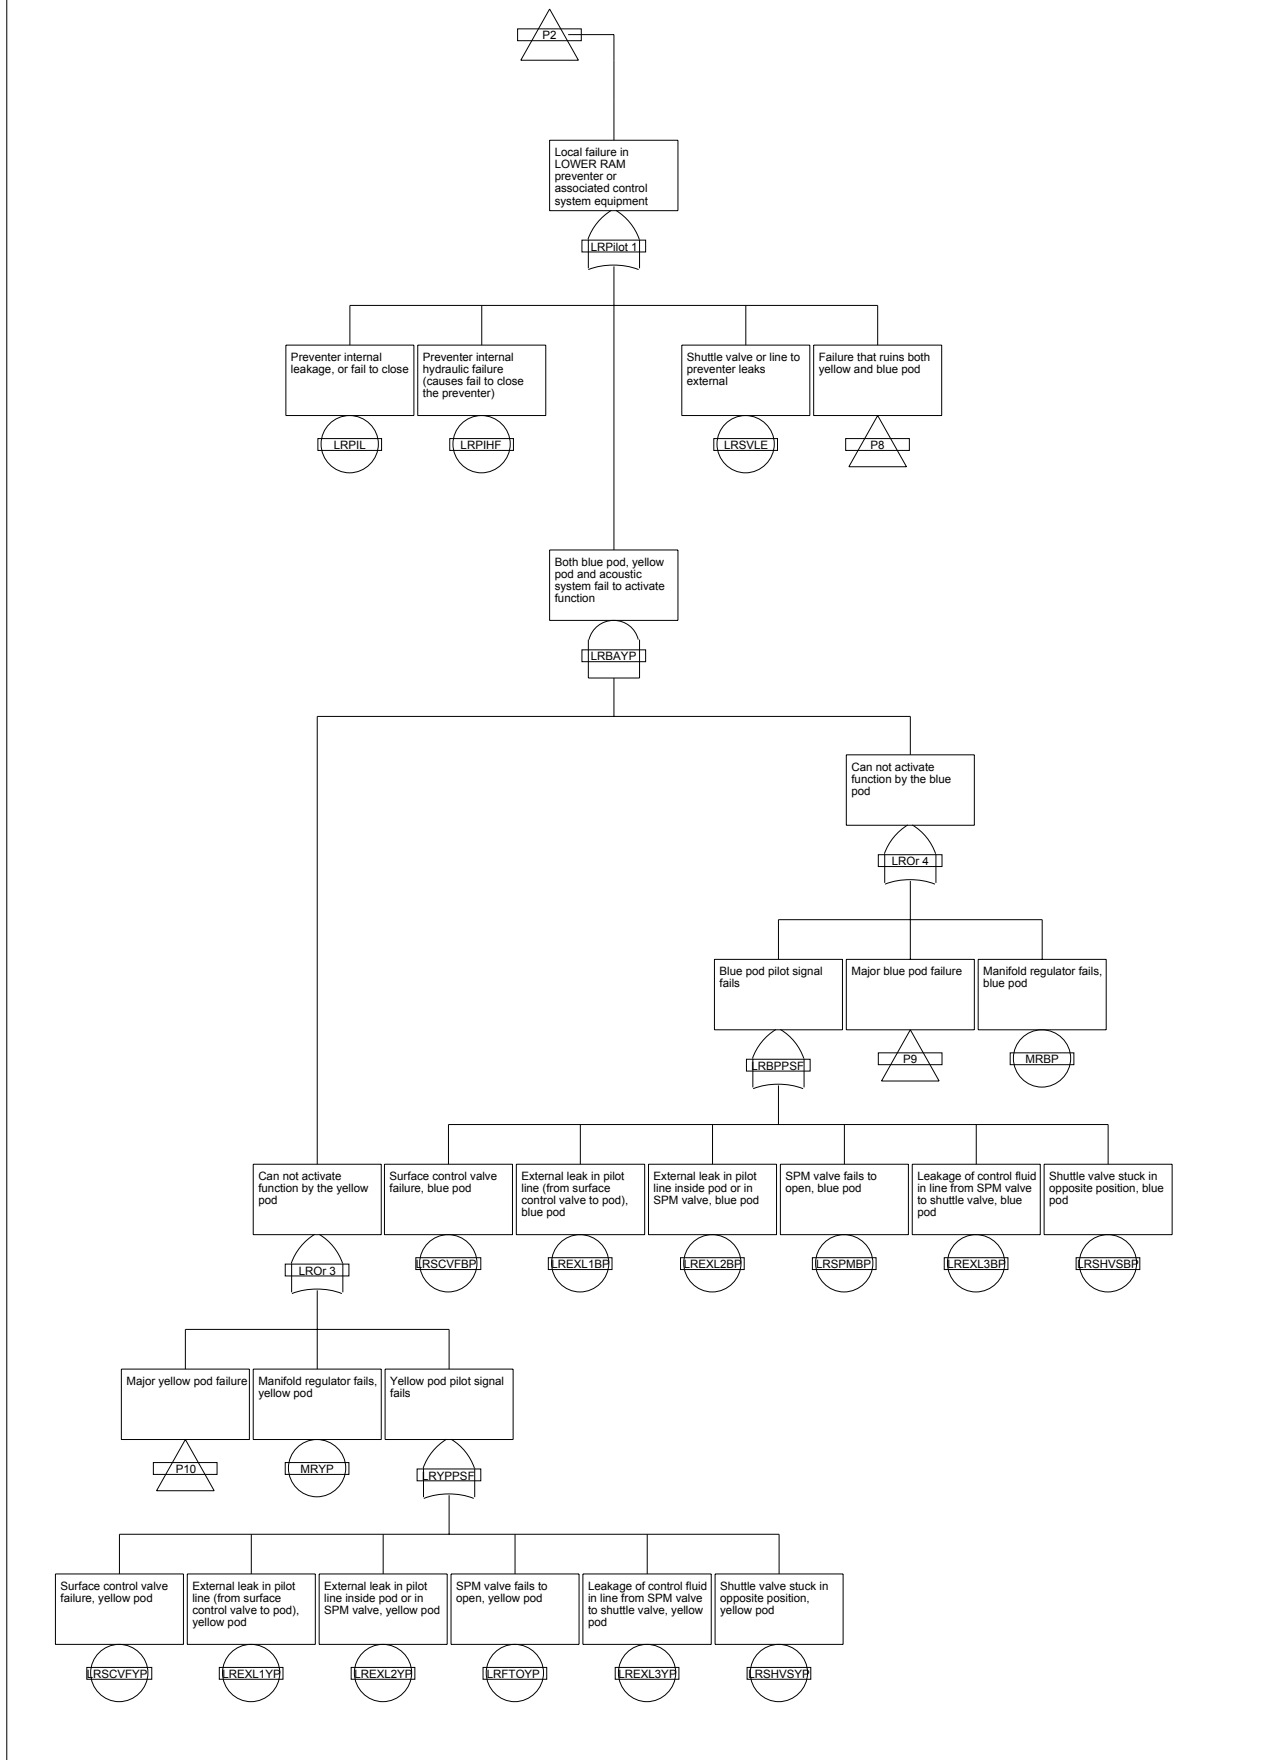 P2
Local failure in
LOWER RAM
preventer or
associated control
system equipment
LRPilot 1
Preventer internal
leakage, or fail to close
LRPIL
Preventer internal
hydraulic failure
(causes fail to close
the preventer)
LRPIHF
Shuttle valve or line to
preventer leaks
external
LRSVLE
Failure that ruins both
yellow and blue pod
P8
Both blue pod, yellow
pod and acoustic
system fail to activate
function
LRBAYP
Can not activate
function by the blue
pod
LROr 4
Blue pod pilot signal
fails
LRBPPSF
Major blue pod failure
P9
Manifold regulator fails,
blue pod
MRBP
Can not activate
function by the yellow
pod
LROr 3
Surface control valve
failure, blue pod
LRSCVFBP
External leak in pilot
line (from surface
control valve to pod),
blue pod
LREXL1BP
External leak in pilot
line inside pod or in
SPM valve, blue pod
LREXL2BP
SPM valve fails to
open, blue pod
LRSPMBP
Leakage of control fluid
in line from SPM valve
to shuttle valve, blue
pod
LREXL3BP
Shuttle valve stuck in
opposite position, blue
pod
LRSHVSBP
Major yellow pod failure
P10
Manifold regulator fails,
yellow pod
MRYP
Yellow pod pilot signal
fails
LRYPPSF
Surface control valve
failure, yellow pod
LRSCVFYP
External leak in pilot
line (from surface
control valve to pod),
yellow pod
LREXL1YP
External leak in pilot
line inside pod or in
SPM valve, yellow pod
LREXL2YP
SPM valve fails to
open, yellow pod
LRFTOYP
Leakage of control fluid
in line from SPM valve
to shuttle valve, yellow
pod
LREXL3YP
Shuttle valve stuck in
opposite position,
yellow pod
LRSHVSYP